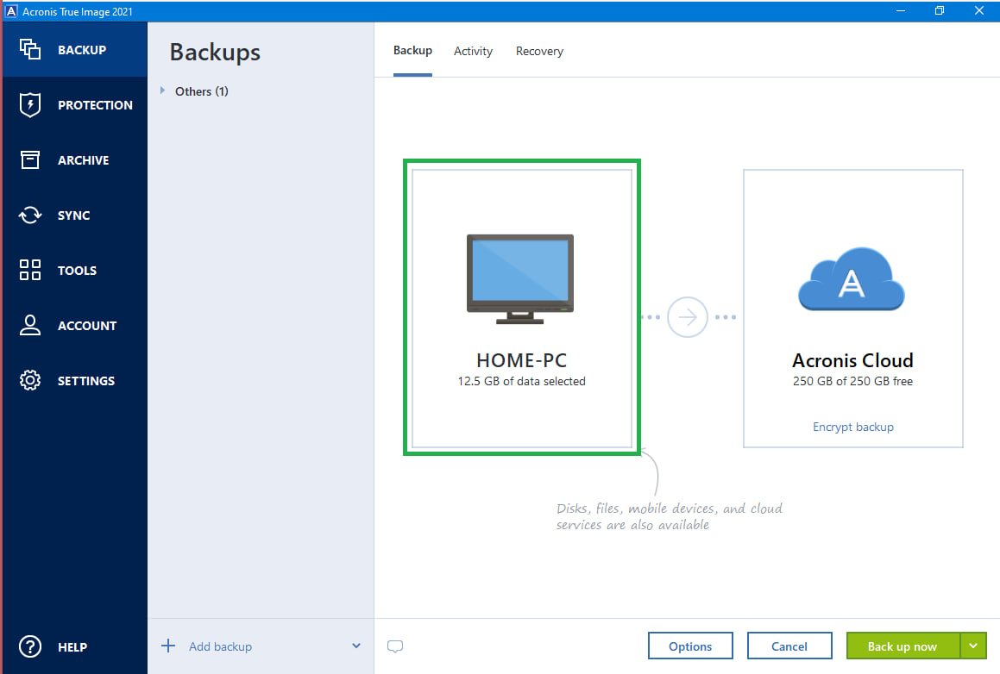 Acronis True Image 2021
BACKUP
PROTECTION
ARCHIVE
SYNC
TOOLS
ACCOUNT
SETTINGS
HELP
Backups
Others (1)
Add backup
Backup
Activity
Recovery
HOME-PC
12.5 GB of data selected
Acronis Cloud
250 GB of 250 GB free
Encrypt backup
Disks, files, mobile devices, and cloud
services are also available
Options
Cancel
Back up now